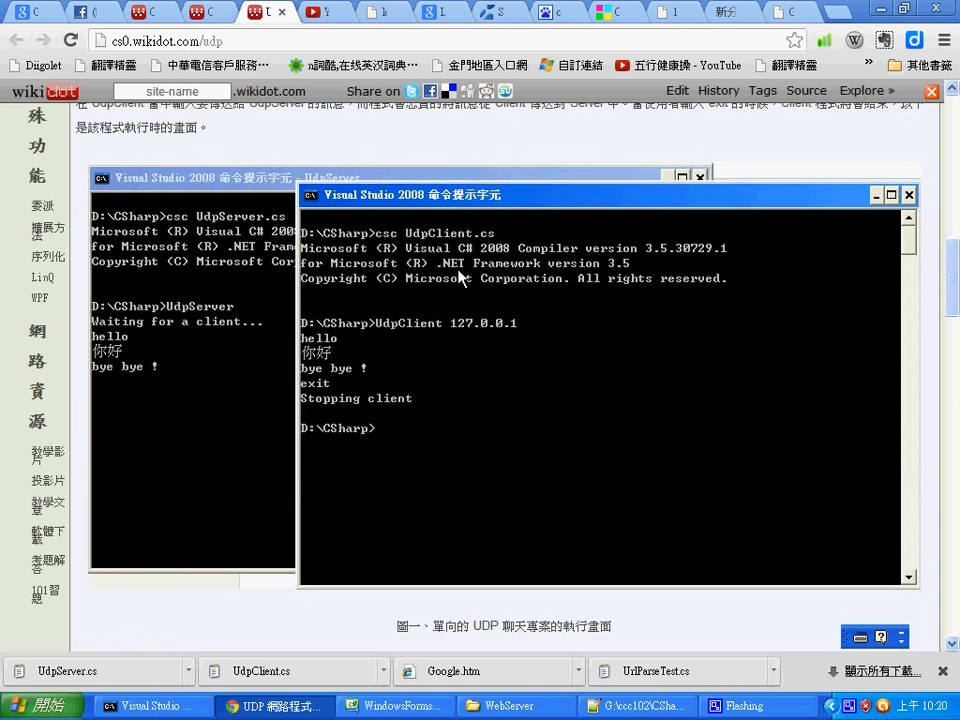 cs0.wikidot.com/udp
Diigolet
翻譯精靈
中華電信客戶服務…
n詞酷,在线英汉词典…
金門地區入口網
自訂連結
五行健康操 - YouTube
翻譯精靈
»
其他書籤
wikidot
site-name
.wikidot.com
Share on
Edit
History
Tags
Source
Explore »
殊
功
能
委派
擴展方
法
序列化
LinQ
WPF
網
路
資
源
教學影
片
投影片
教學文
章
軟體下
載
考題解
答
101習
題
是該程式執行時的畫面。
Visual Studio 2008 命令提示字元 - UdpServer
D:\CSharp>csc UdpServer.cs
Microsoft (R) Visual C# 200
for Microsoft (R) .NET Fram
Copyright (C) Microsoft Cor
D:\CSharp>UdpServer
Waiting for a client...
hello
你好
bye bye !
Visual Studio 2008 命令提示字元
D:\CSharp>csc UdpClient.cs
Microsoft (R) Visual C# 2008 Compiler version 3.5.30729.1
for Microsoft (R) .NET Framework version 3.5
Copyright (C) Microsoft Corporation. All rights reserved.
D:\CSharp>UdpClient 127.0.0.1
hello
你好
bye bye !
exit
Stopping client
D:\CSharp>
圖一、單向的 UDP 聊天專案的執行畫面
UdpServer.cs
UdpClient.cs
Google.htm
UrlParseTest.cs
顯示所有下載...
開始
Visual Studio ...
UDP 網路程式...
WindowsForms...
WebServer
G:\ccc102\CSha...
Flashing
上午 10:20